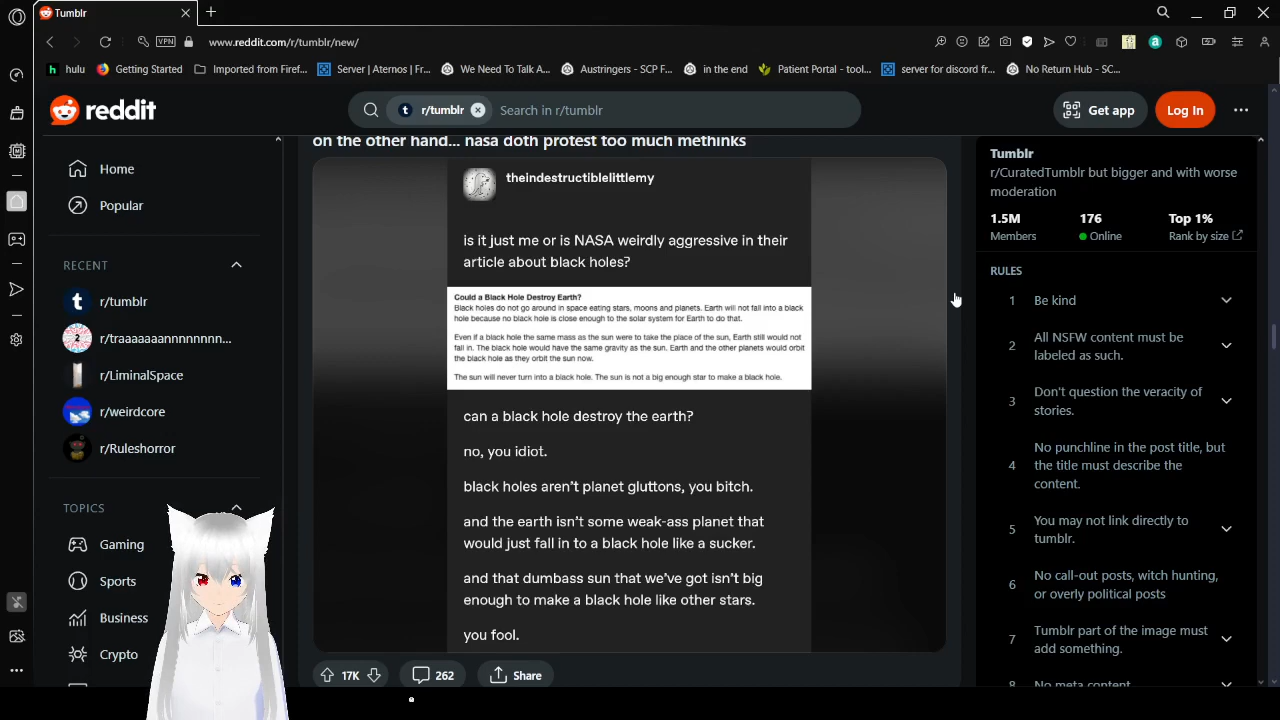 Tumblr
VPN
www.reddit.com/r/tumblr/new/
hulu
Getting Started
Imported from Firef...
Server | Aternos | Fr...
We Need To Talk A...
Austringers - SCP F...
in the end
Patient Portal - tool...
server for discord fr...
No Return Hub - SC...
reddit
r/tumblr
Search in r/tumblr
Get app
Log In
Home
Popular
RECENT
r/tumblr
r/traaaaaaannnnnnnn...
r/LiminalSpace
r/weirdcore
r/Ruleshorror
TOPICS
Gaming
Sports
Business
Crypto
on the other hand... nasa doth protest too much methinks
theindestructiblelittlemy
is it just me or is NASA weirdly aggressive in their
article about black holes?
Could a Black Hole Destroy Earth?
Black holes do not go around in space eating stars, moons and planets. Earth will not fall into a black
hole because no black hole is close enough to the solar system for Earth to do that.
Even if a black hole the same mass as the sun were to take the place of the sun, Earth still would not
fall in. The black hole would have the same gravity as the sun. Earth and the other planets would orbit
the black hole as they orbit the sun now.
The sun will never turn into a black hole. The sun is not a big enough star to make a black hole.
can a black hole destroy the earth?
no, you idiot.
black holes aren't planet gluttons, you bitch.
and the earth isn't some weak-ass planet that
would just fall in to a black hole like a sucker.
and that dumbass sun that we've got isn't big
enough to make a black hole like other stars.
you fool.
17K
262
Share
Tumblr
r/CuratedTumblr but bigger and with worse
moderation
1.5M
Members
176
Online
Top 1%
Rank by size
RULES
1 Be kind
2 All NSFW content must be
labeled as such.
3 Don't question the veracity of
stories.
4 No punchline in the post title, but
the title must describe the
content.
5 You may not link directly to
tumblr.
6 No call-out posts, witch hunting,
or overly political posts
7 Tumblr part of the image must
add something.
8 No meta content